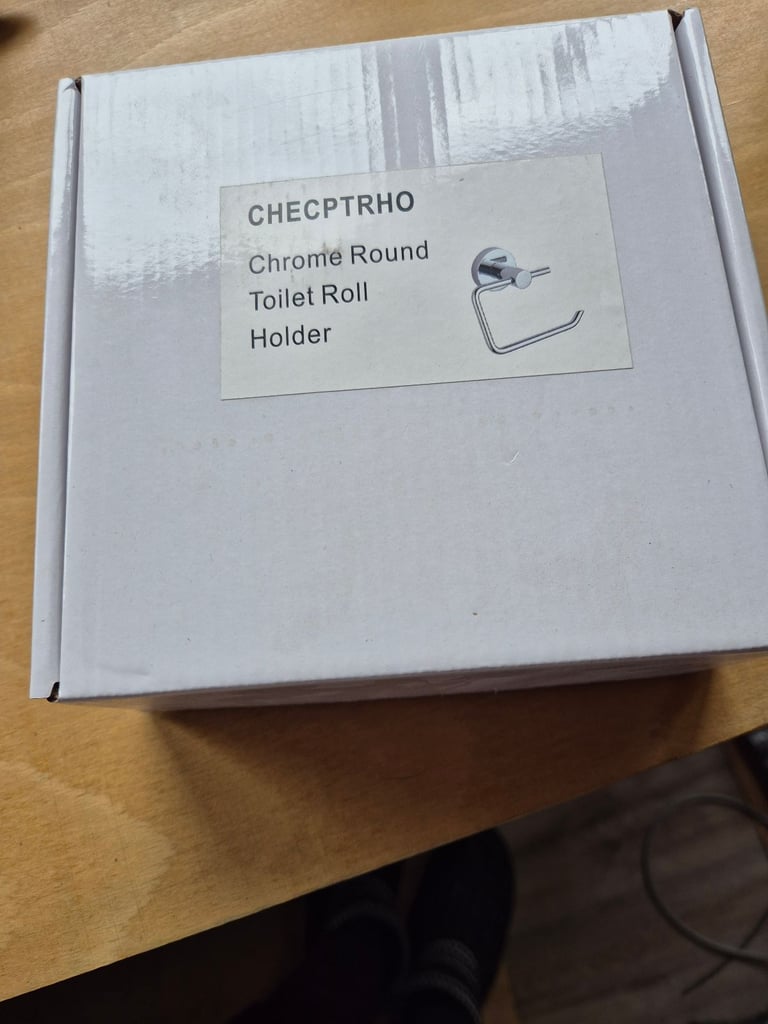 CHECPTRHO
Chrome Round
Toilet Roll
Holder